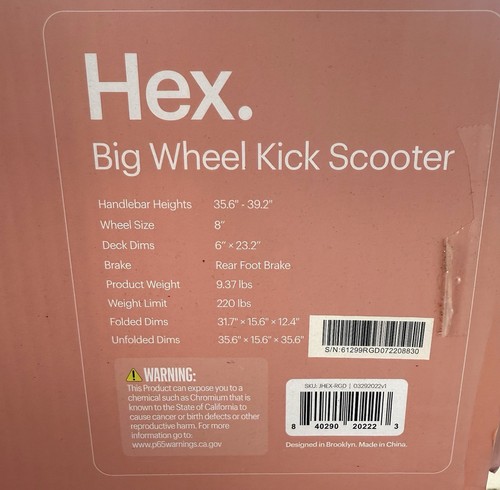 Hex.
Big Wheel Kick Scooter
Handlebar Heights 35.6" - 39.2"
Wheel Size 8"
Deck Dims 6" × 23.2"
Brake Rear Foot Brake
Product Weight 9.37 lbs
Weight Limit 220 lbs
Folded Dims 31.7" × 15.6" × 12.4"
Unfolded Dims 35.6" × 15.6" × 35.6"
S/N:61299RGD072208830
⚠ WARNING:
This Product can expose you to a
chemical such as Chromium that is
known to the State of California to
cause cancer or birth defects or other
reproductive harm. For more
information go to:
www.p65warnings.ca.gov
SKU: JHEX-RGD | 03292022v1
8 40290 20222 3
Designed in Brooklyn. Made in China.